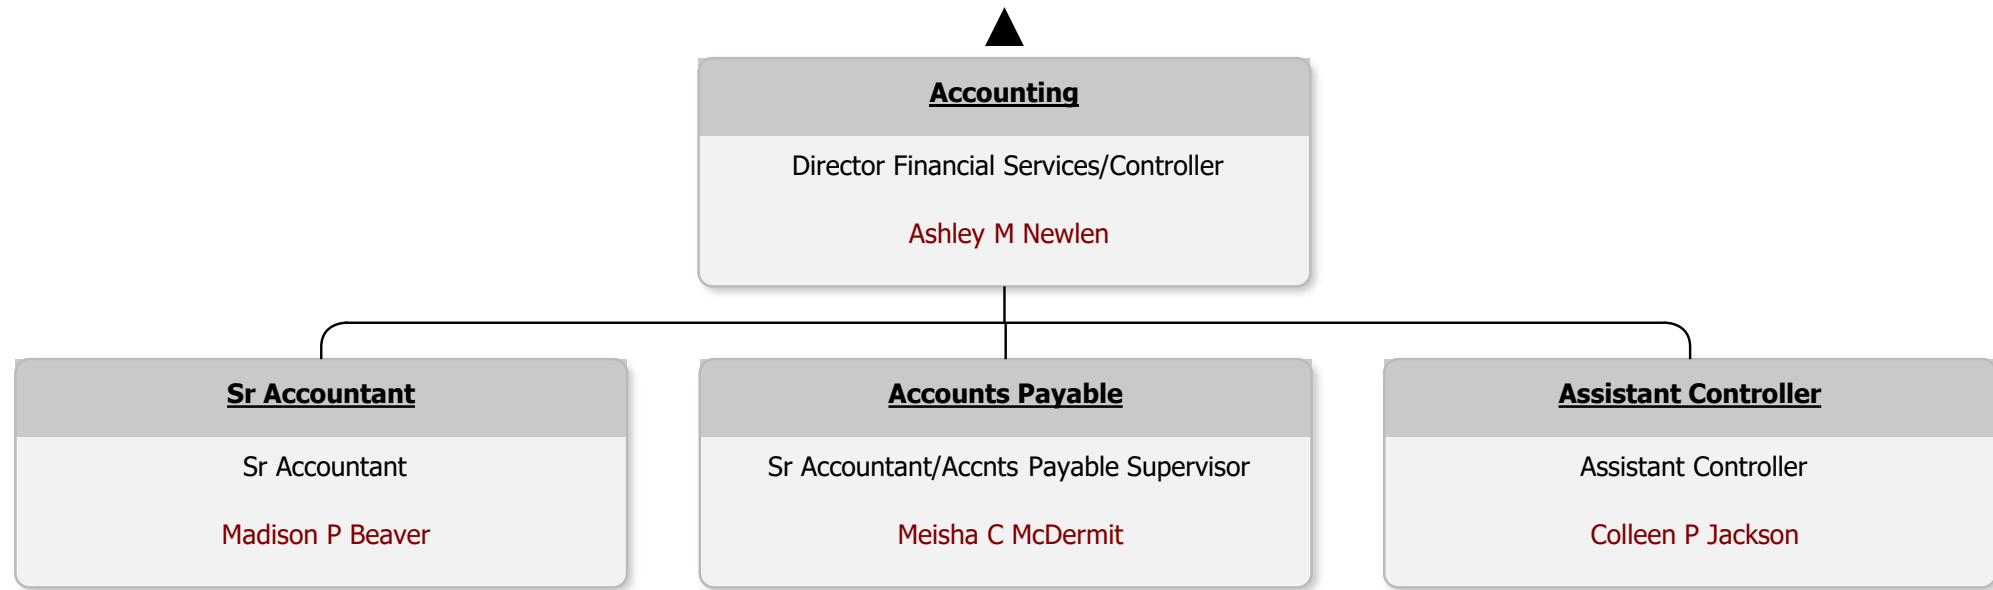 Accounting
Director Financial Services/Controller
Ashley M Newlen
Sr Accountant
Sr Accountant
Madison P Beaver
Accounts Payable
Sr Accountant/Accnts Payable Supervisor
Meisha C McDermit
Assistant Controller
Assistant Controller
Colleen P Jackson